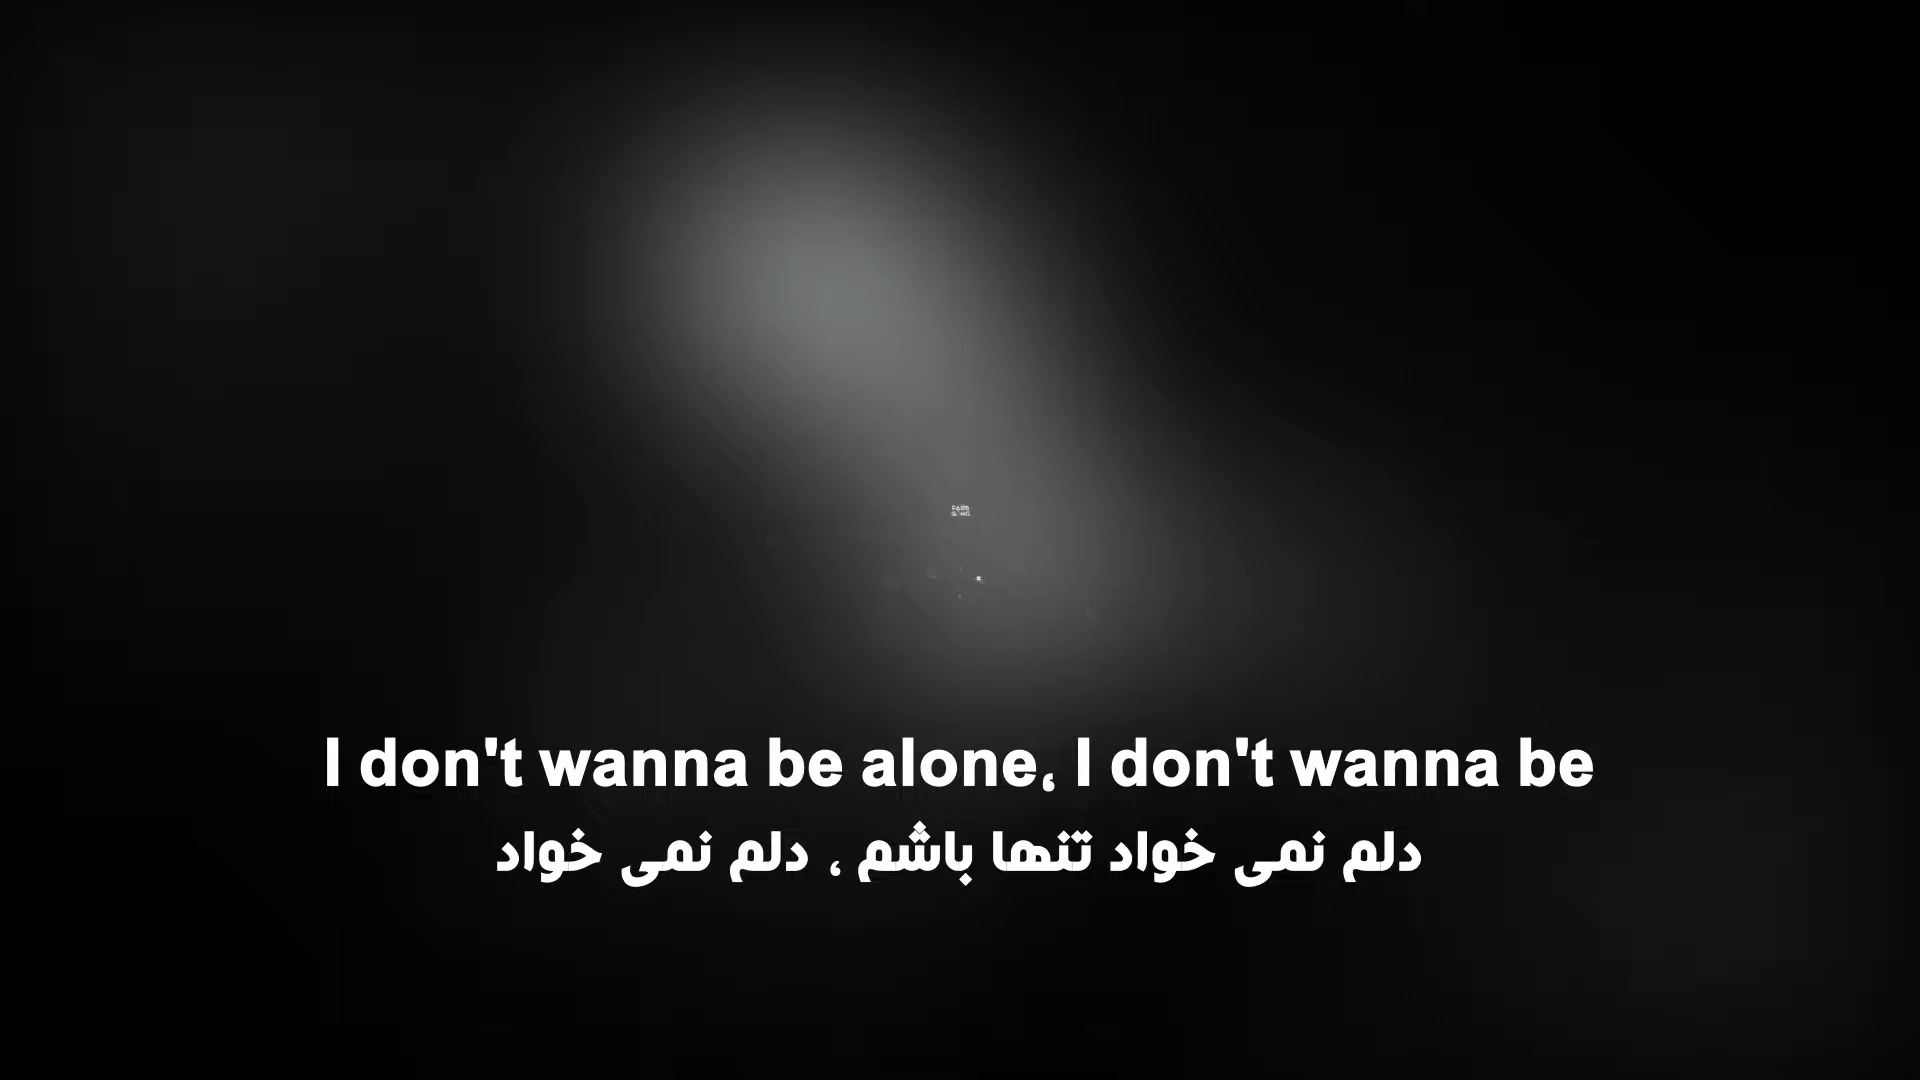 I don't wanna be alone، I don't wanna be
دلم نمی خواد تنها باشم ، دلم نمی خواد